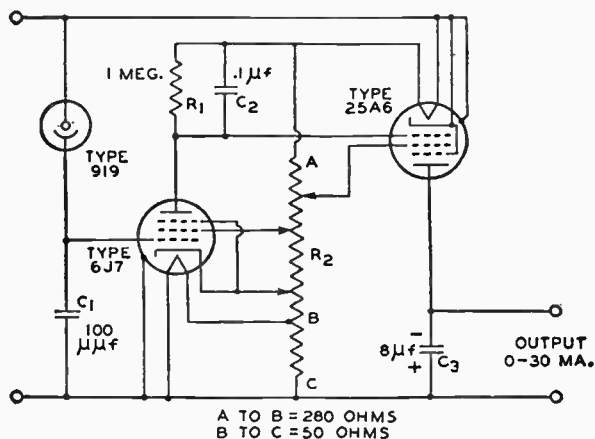 1 MEG.
R1
.1 μf
C2
TYPE
25A6
TYPE
919
A
R2
TYPE
6J7
B
C1
100
μμf
C
-
8μf
+
C3
OUTPUT
0-30 MA.
A TO B = 280 OHMS
B TO C = 50 OHMS